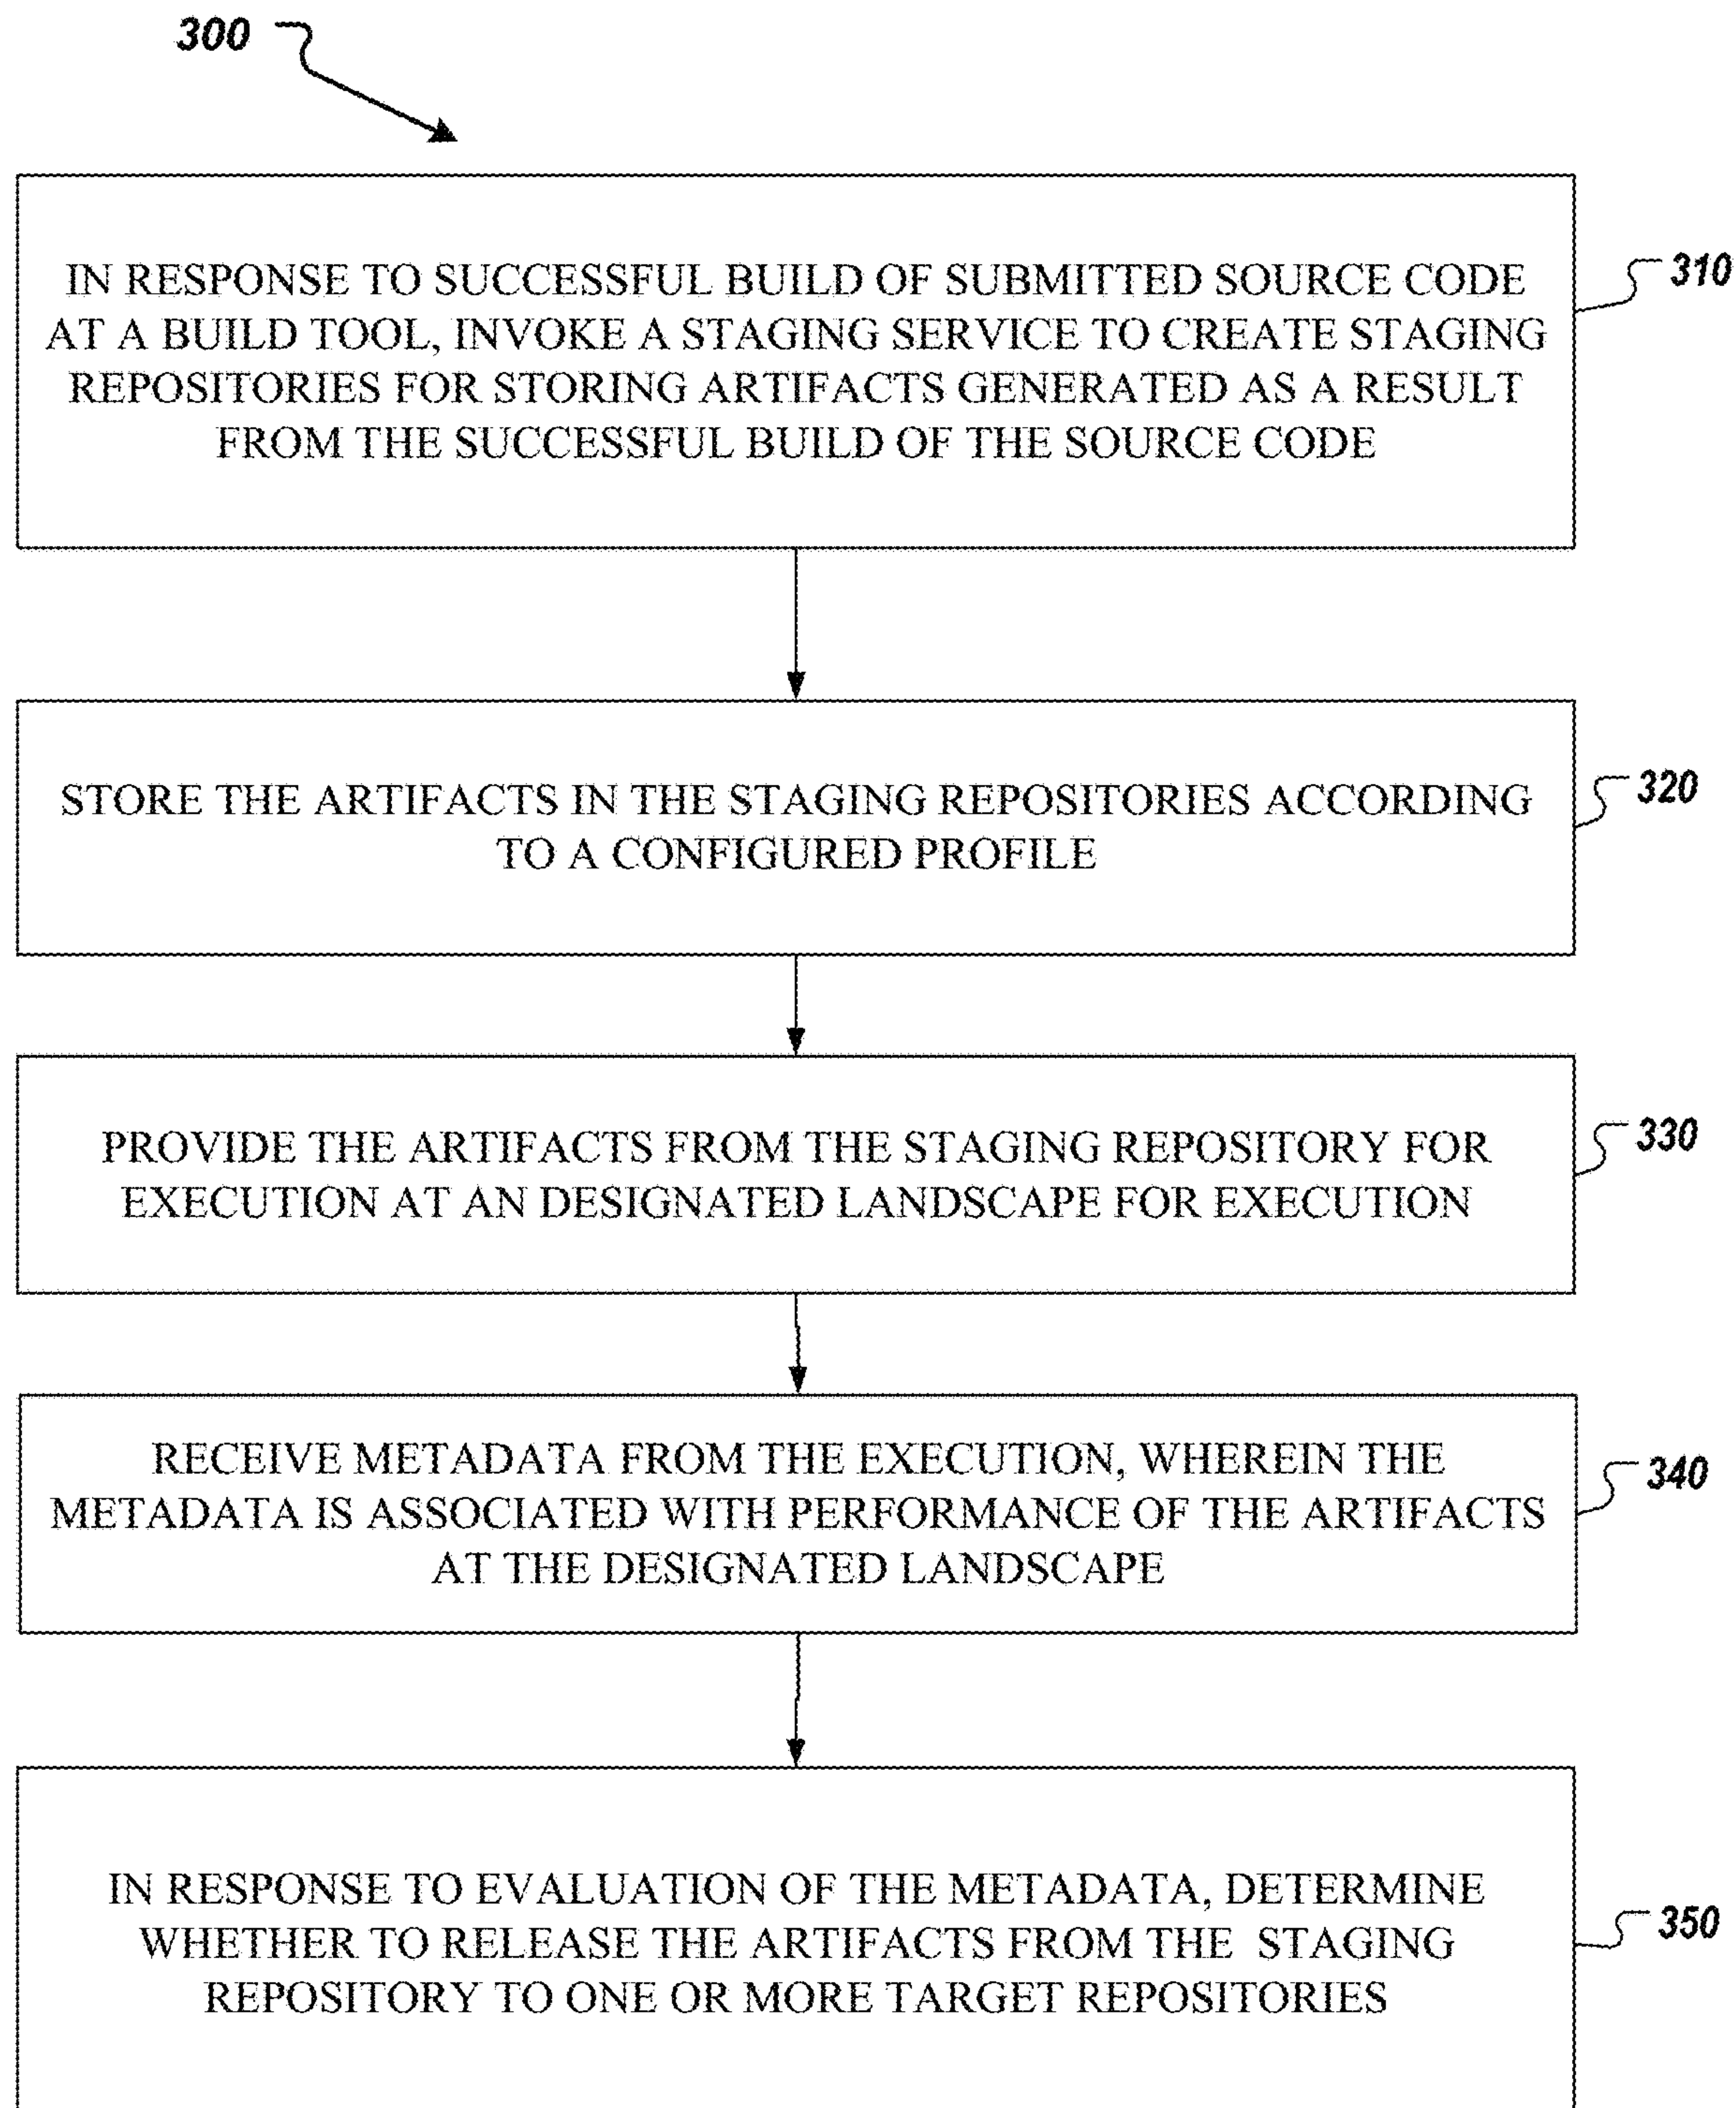 300
IN RESPONSE TO SUCCESSFUL BUILD OF SUBMITTED SOURCE CODE
AT A BUILD TOOL, INVOKE A STAGING SERVICE TO CREATE STAGING
REPOSITORIES FOR STORING ARTIFACTS GENERATED AS A RESULT
FROM THE SUCCESSFUL BUILD OF THE SOURCE CODE
310
STORE THE ARTIFACTS IN THE STAGING REPOSITORIES ACCORDING
TO A CONFIGURED PROFILE
320
PROVIDE THE ARTIFACTS FROM THE STAGING REPOSITORY FOR
EXECUTION AT AN DESIGNATED LANDSCAPE FOR EXECUTION
330
RECEIVE METADATA FROM THE EXECUTION, WHEREIN THE
METADATA IS ASSOCIATED WITH PERFORMANCE OF THE ARTIFACTS
AT THE DESIGNATED LANDSCAPE
340
IN RESPONSE TO EVALUATION OF THE METADATA, DETERMINE
WHETHER TO RELEASE THE ARTIFACTS FROM THE STAGING
REPOSITORY TO ONE OR MORE TARGET REPOSITORIES
350